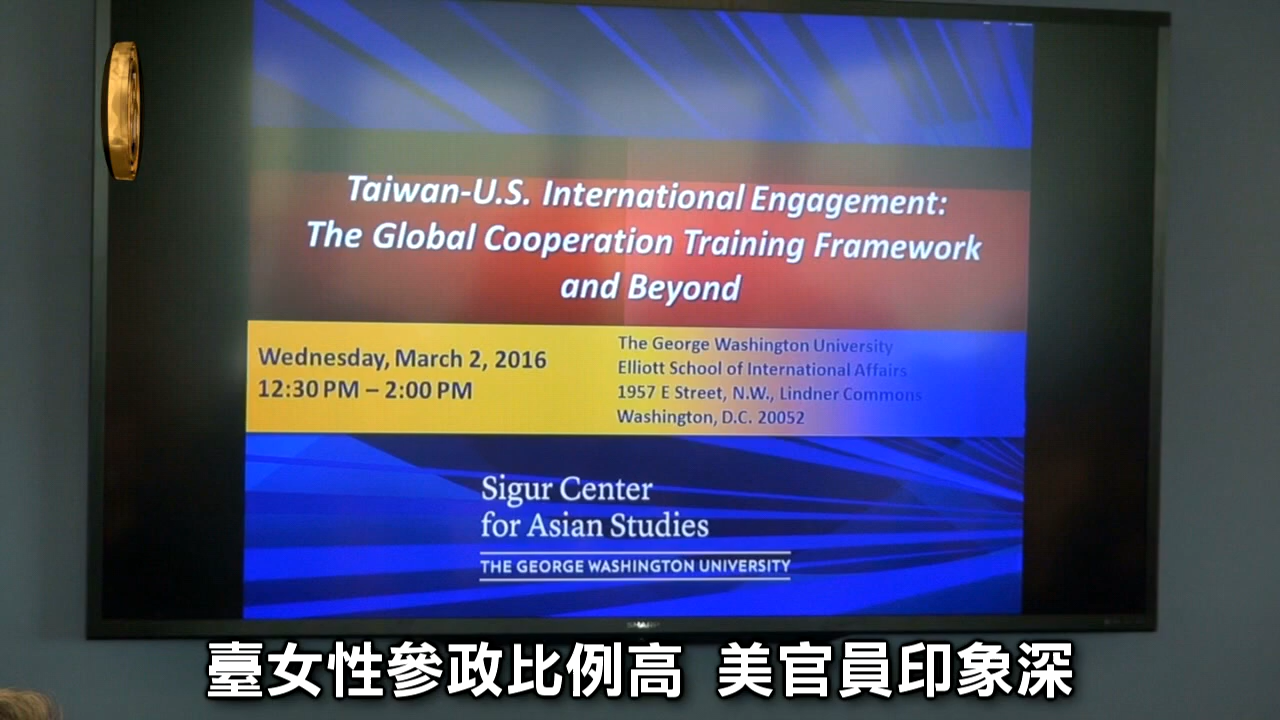 Taiwan-U.S. International Engagement:
The Global Cooperation Training Framework
and Beyond
Wednesday, March 2, 2016
12:30 PM – 2:00 PM
The George Washington University
Elliott School of International Affairs
1957 E Street, N.W., Lindner Commons
Washington, D.C. 20052
Sigur Center
for Asian Studies
THE GEORGE WASHINGTON UNIVERSITY
SHARP
臺女性參政比例高 美官員印象深